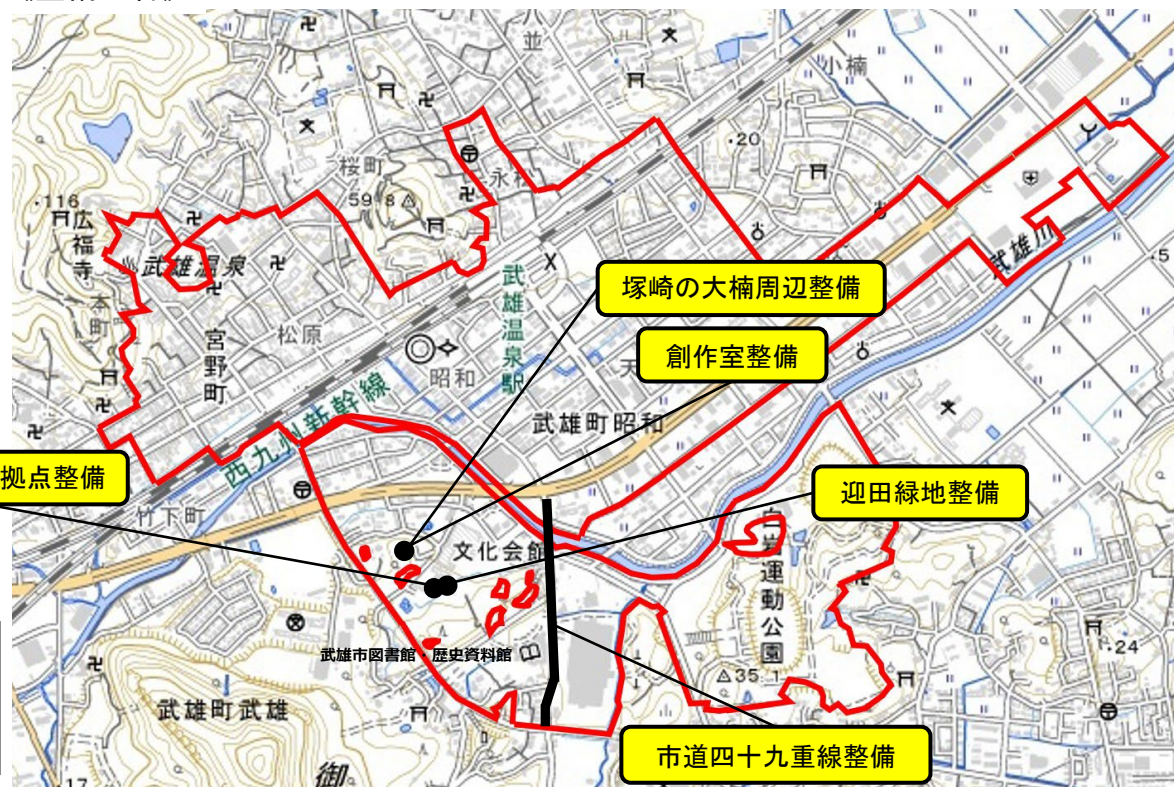 並
小楠
20
永松
桜町
59.8
116
広福寺
武雄温泉
武雄川
5
塚崎の大楠周辺整備
本町
松原
宮野町
武雄温泉駅
創作室整備
昭和
天
武雄町昭和
西九州新幹線
拠点整備
迎田緑地整備
竹下町
文化会館
白岩運動公園
武雄市図書館・歴史資料館
24
35.1
武雄町武雄
市道四十九重線整備
御
17